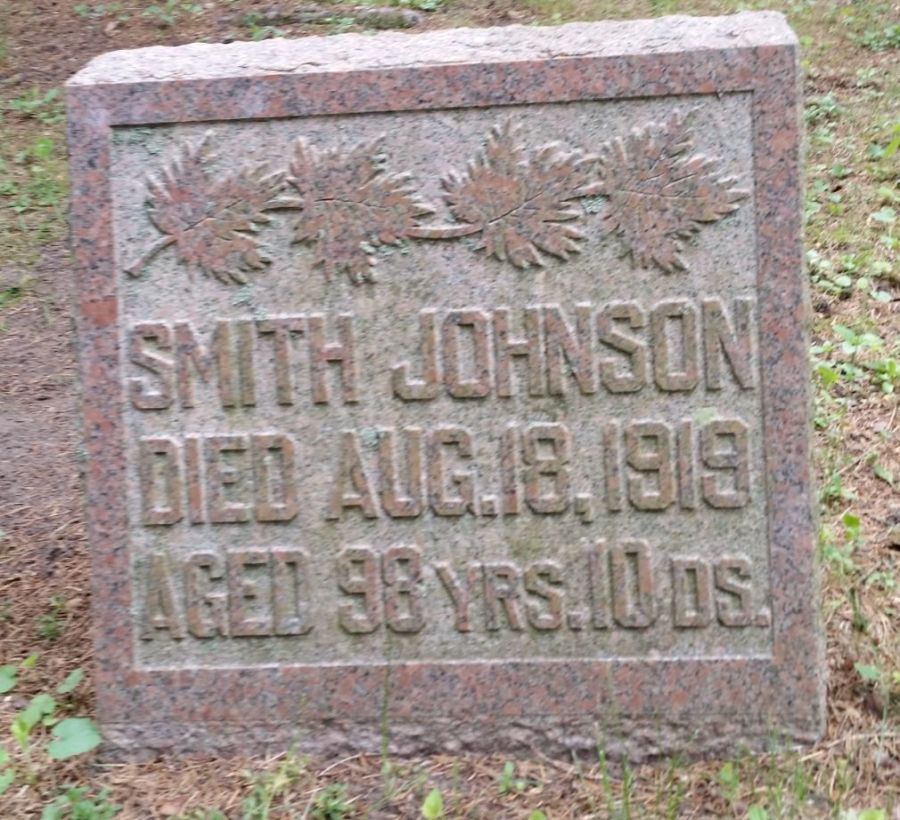 SMITH JOHNSON
DIED AUG. 18, 1919
AGED 98 YRS. 10 DS.